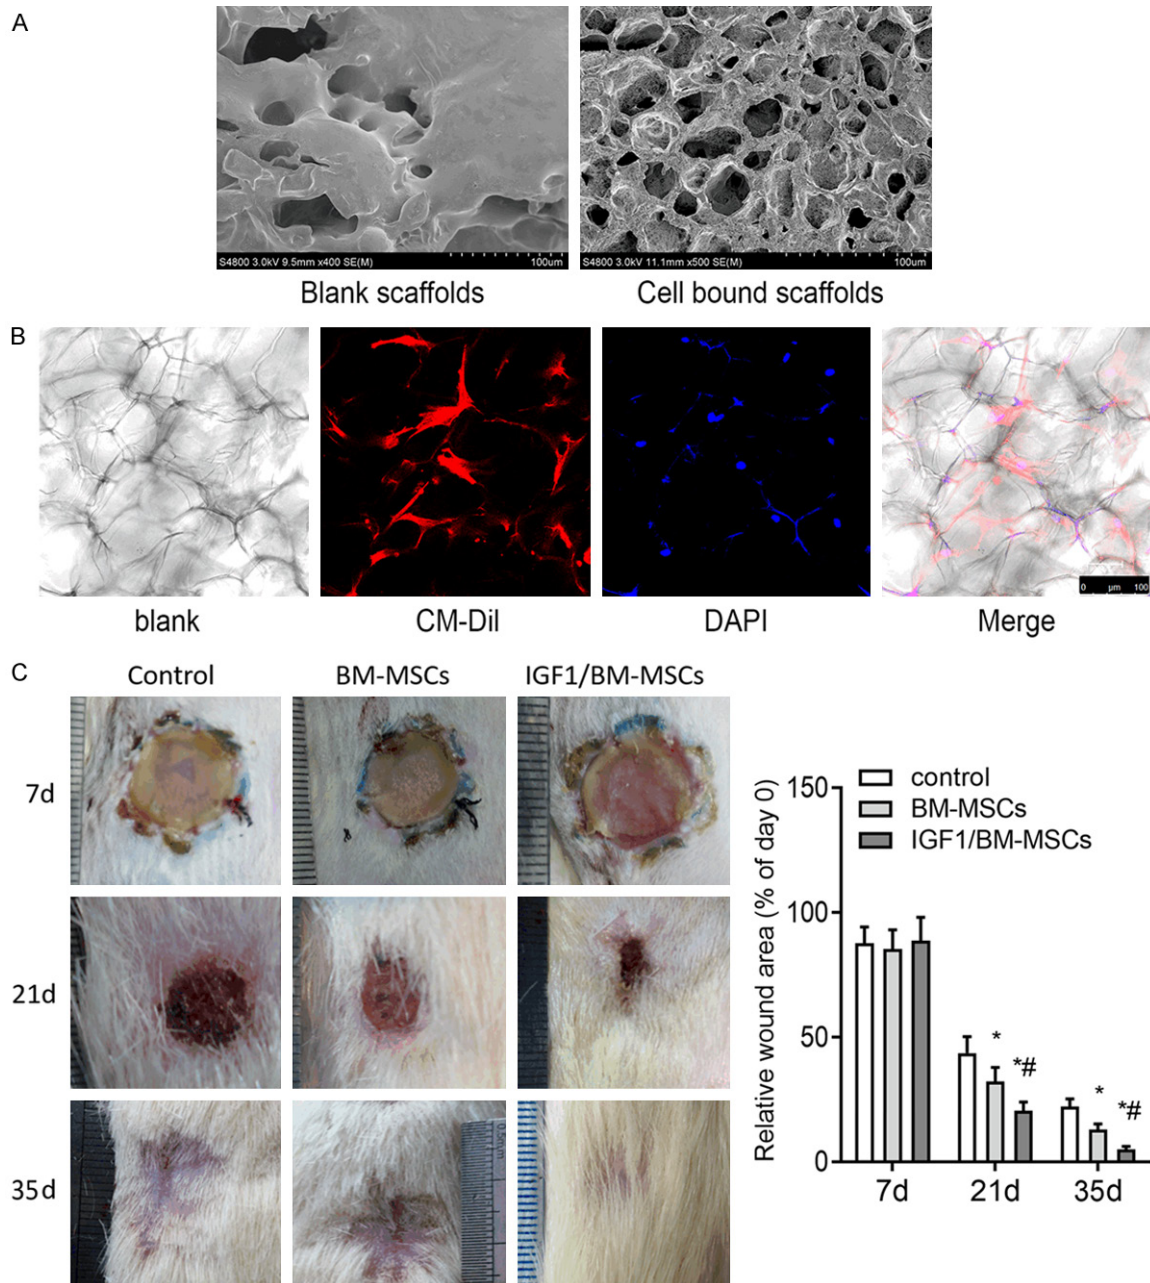 A
S4800 3.0kV 9.5mm x400 SE(M) 100um
S4800 3.0kV 11.1mm x500 SE(M) 100um
Blank scaffolds
Cell bound scaffolds
B
0 µm 100
blank
CM-Dil
DAPI
Merge
C
Control
BM-MSCs
IGF1/BM-MSCs
7d
21d
35d
0.5mm
Relative wound area (% of day 0)
150
100
50
0
control
BM-MSCs
IGF1/BM-MSCs
*
*#
*
*#
7d
21d
35d